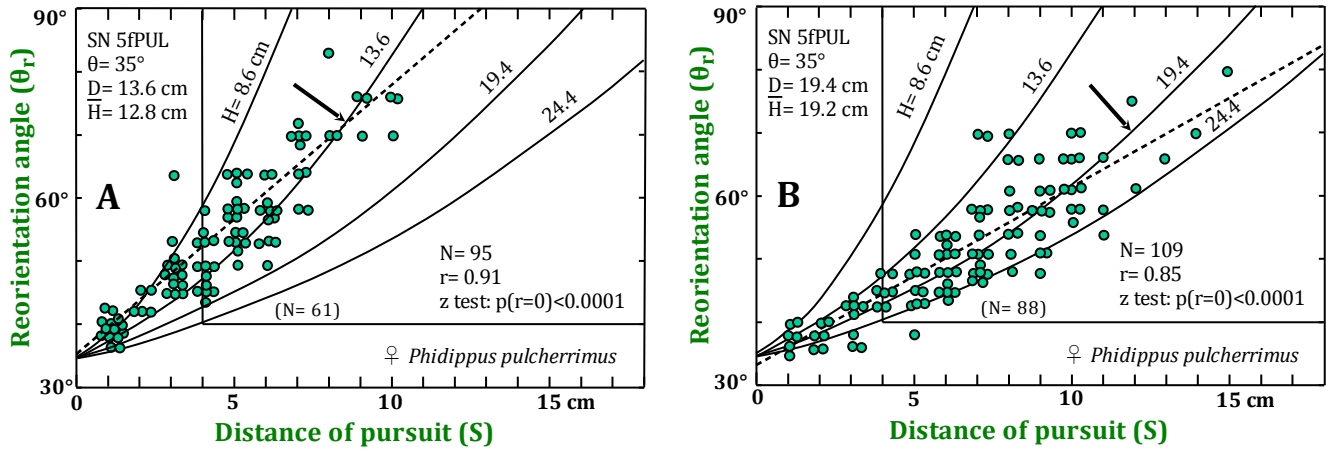 Reorientation angle (θr)
90°
60°
30°
SN 5fPUL
θ= 35°
D= 13.6 cm
H̅= 12.8 cm
H= 8.6 cm
13.6
19.4
24.4
A
N= 95
r= 0.91
z test: p(r=0)<0.0001
(N= 61)
♀ Phidippus pulcherrimus
0
5
10
15 cm
Distance of pursuit (S)
Reorientation angle (θr)
90°
60°
30°
SN 5fPUL
θ= 35°
D= 19.4 cm
H̅= 19.2 cm
H= 8.6 cm
13.6
19.4
24.4
B
N= 109
r= 0.85
z test: p(r=0)<0.0001
(N= 88)
♀ Phidippus pulcherrimus
0
5
10
15 cm
Distance of pursuit (S)